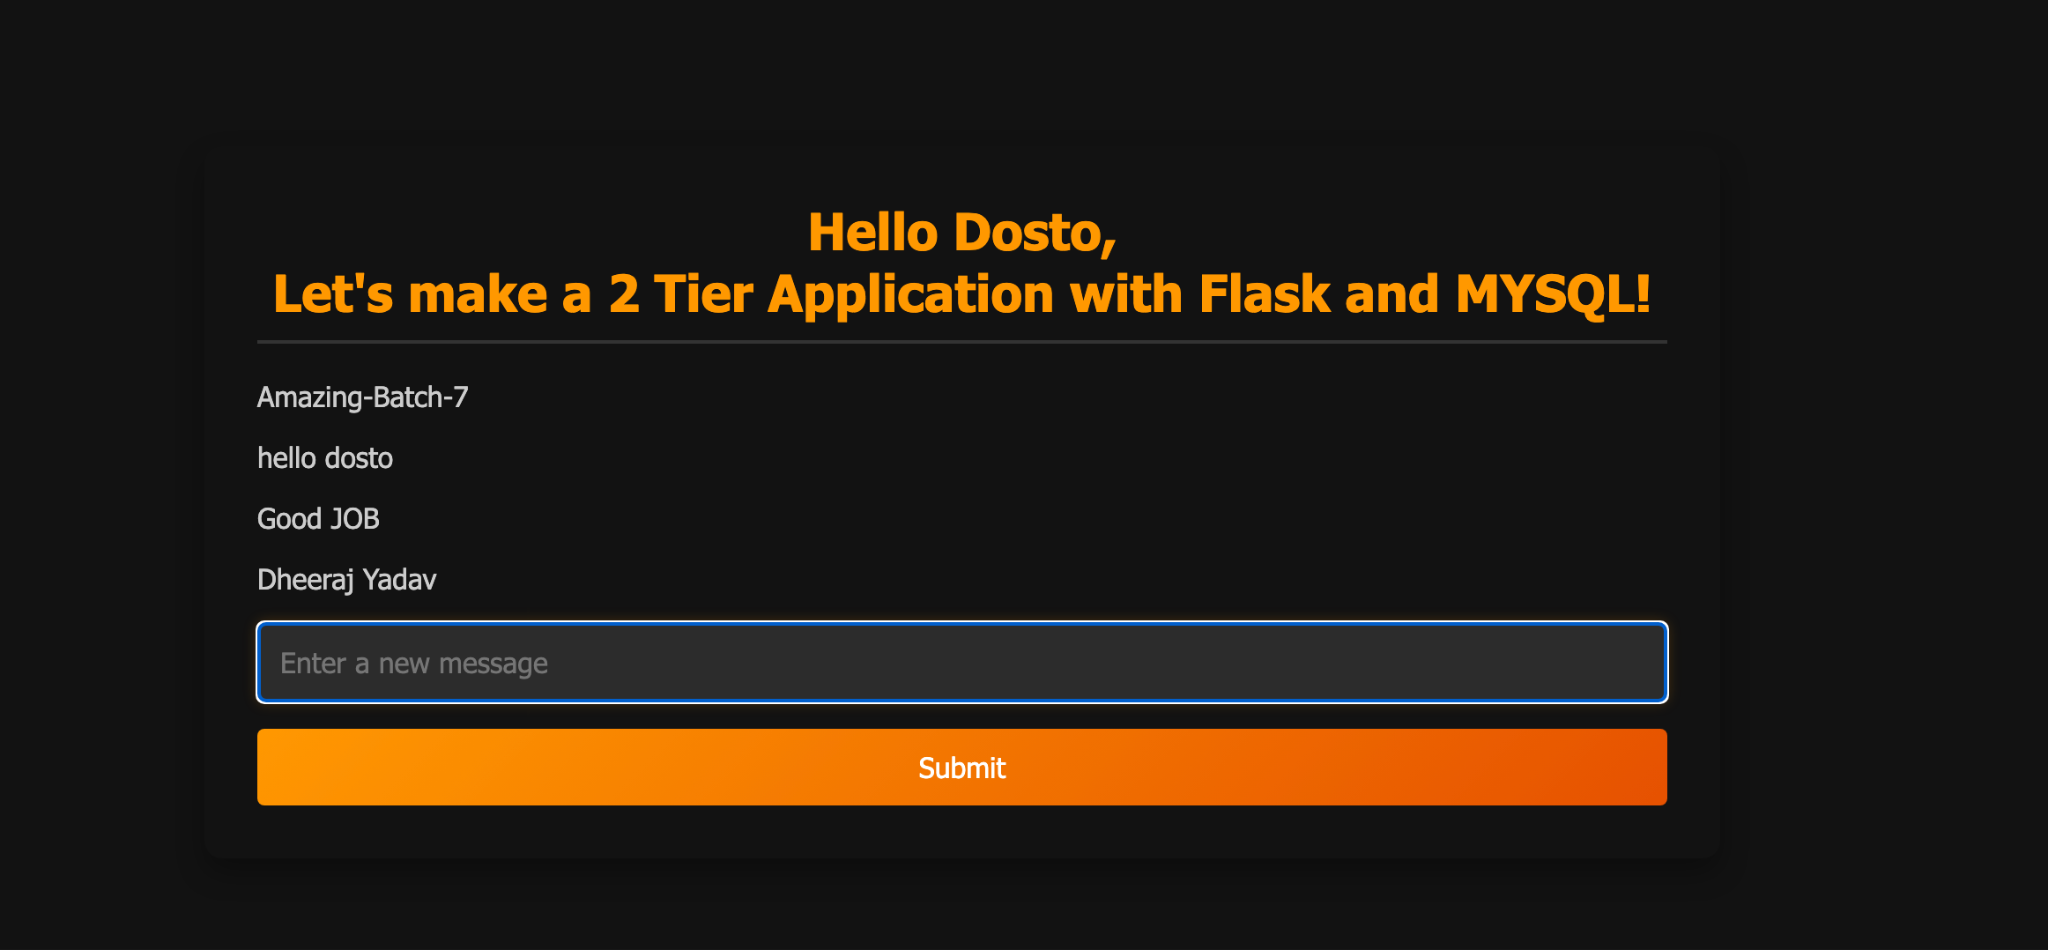 Hello Dosto,
Let's make a 2 Tier Application with Flask and MYSQL!
Amazing-Batch-7
hello dosto
Good JOB
Dheeraj Yadav
Enter a new message
Submit